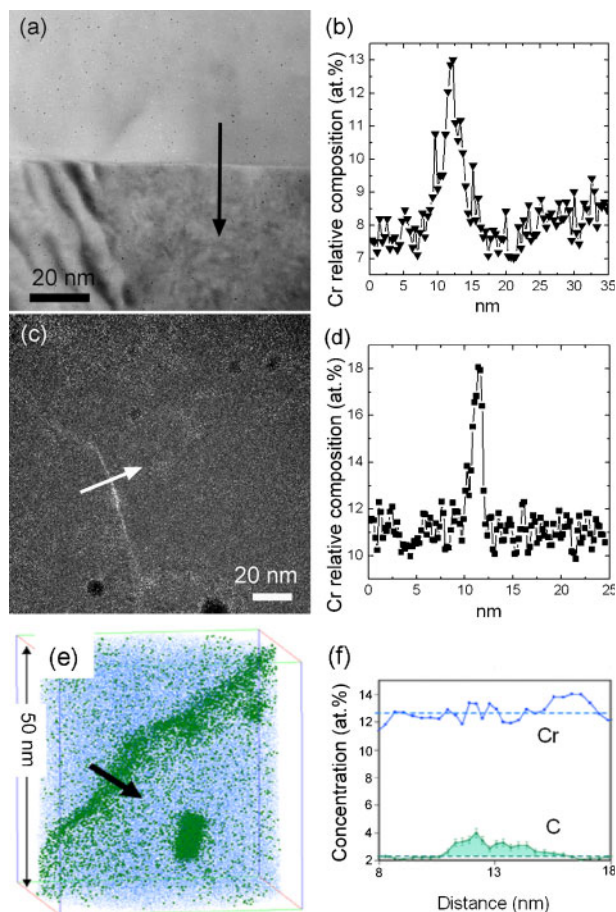 (a)
20 nm
(b)
Cr relative composition (at.%)
13
12
11
10
9
8
7
6
0 5 10 15 20 25 30 35
nm
(c)
20 nm
(d)
Cr relative composition (at.%)
18
16
14
12
10
0 5 10 15 20 25
nm
(e)
50 nm
(f)
Concentration (at.%)
14
12
10
8
6
4
2
Cr
C
8 13 18
Distance (nm)